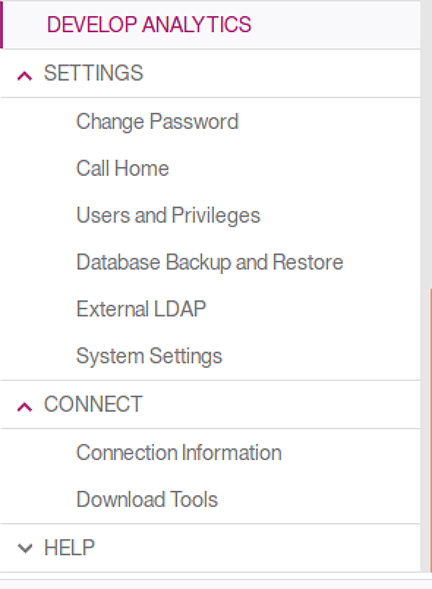 DEVELOP ANALYTICS
SETTINGS
Change Password
Call Home
Users and Privileges
Database Backup and Restore
External LDAP
System Settings
CONNECT
Connection Information
Download Tools
HELP